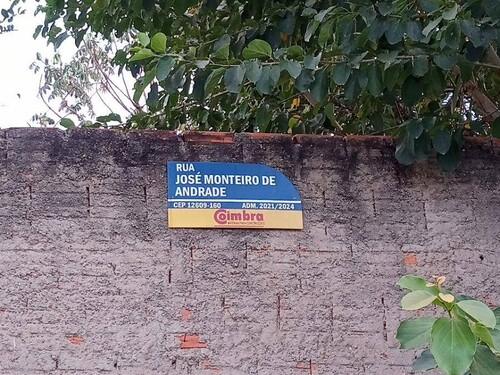 RUA
JOSÉ MONTEIRO DE
ANDRADE
CEP 12609-160 ADM. 2021/2024
Coimbra